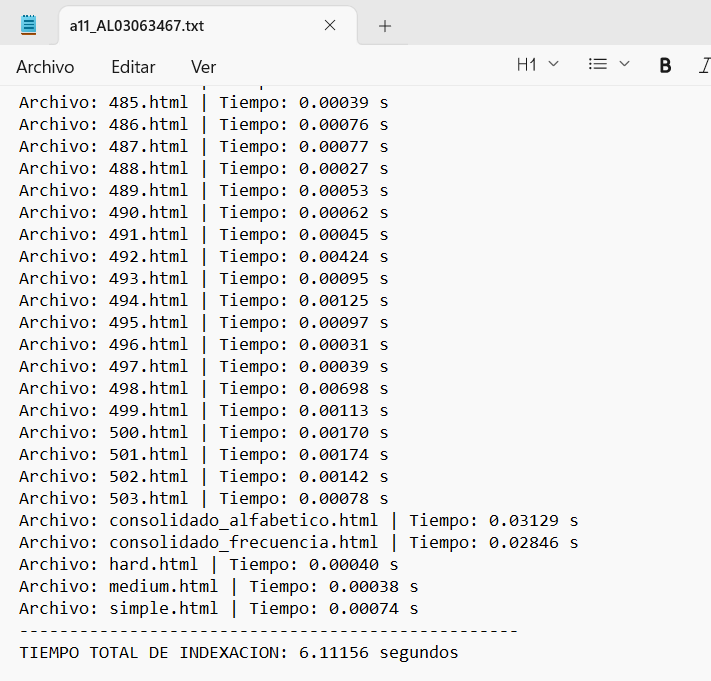 a11_AL03063467.txt
Archivo Editar Ver H1 B I
Archivo: 485.html | Tiempo: 0.00039 s
Archivo: 486.html | Tiempo: 0.00076 s
Archivo: 487.html | Tiempo: 0.00077 s
Archivo: 488.html | Tiempo: 0.00027 s
Archivo: 489.html | Tiempo: 0.00053 s
Archivo: 490.html | Tiempo: 0.00062 s
Archivo: 491.html | Tiempo: 0.00045 s
Archivo: 492.html | Tiempo: 0.00424 s
Archivo: 493.html | Tiempo: 0.00095 s
Archivo: 494.html | Tiempo: 0.00125 s
Archivo: 495.html | Tiempo: 0.00097 s
Archivo: 496.html | Tiempo: 0.00031 s
Archivo: 497.html | Tiempo: 0.00039 s
Archivo: 498.html | Tiempo: 0.00698 s
Archivo: 499.html | Tiempo: 0.00113 s
Archivo: 500.html | Tiempo: 0.00170 s
Archivo: 501.html | Tiempo: 0.00174 s
Archivo: 502.html | Tiempo: 0.00142 s
Archivo: 503.html | Tiempo: 0.00078 s
Archivo: consolidado_alfabetico.html | Tiempo: 0.03129 s
Archivo: consolidado_frecuencia.html | Tiempo: 0.02846 s
Archivo: hard.html | Tiempo: 0.00040 s
Archivo: medium.html | Tiempo: 0.00038 s
Archivo: simple.html | Tiempo: 0.00074 s
--------------------------------------------------
TIEMPO TOTAL DE INDEXACION: 6.11156 segundos